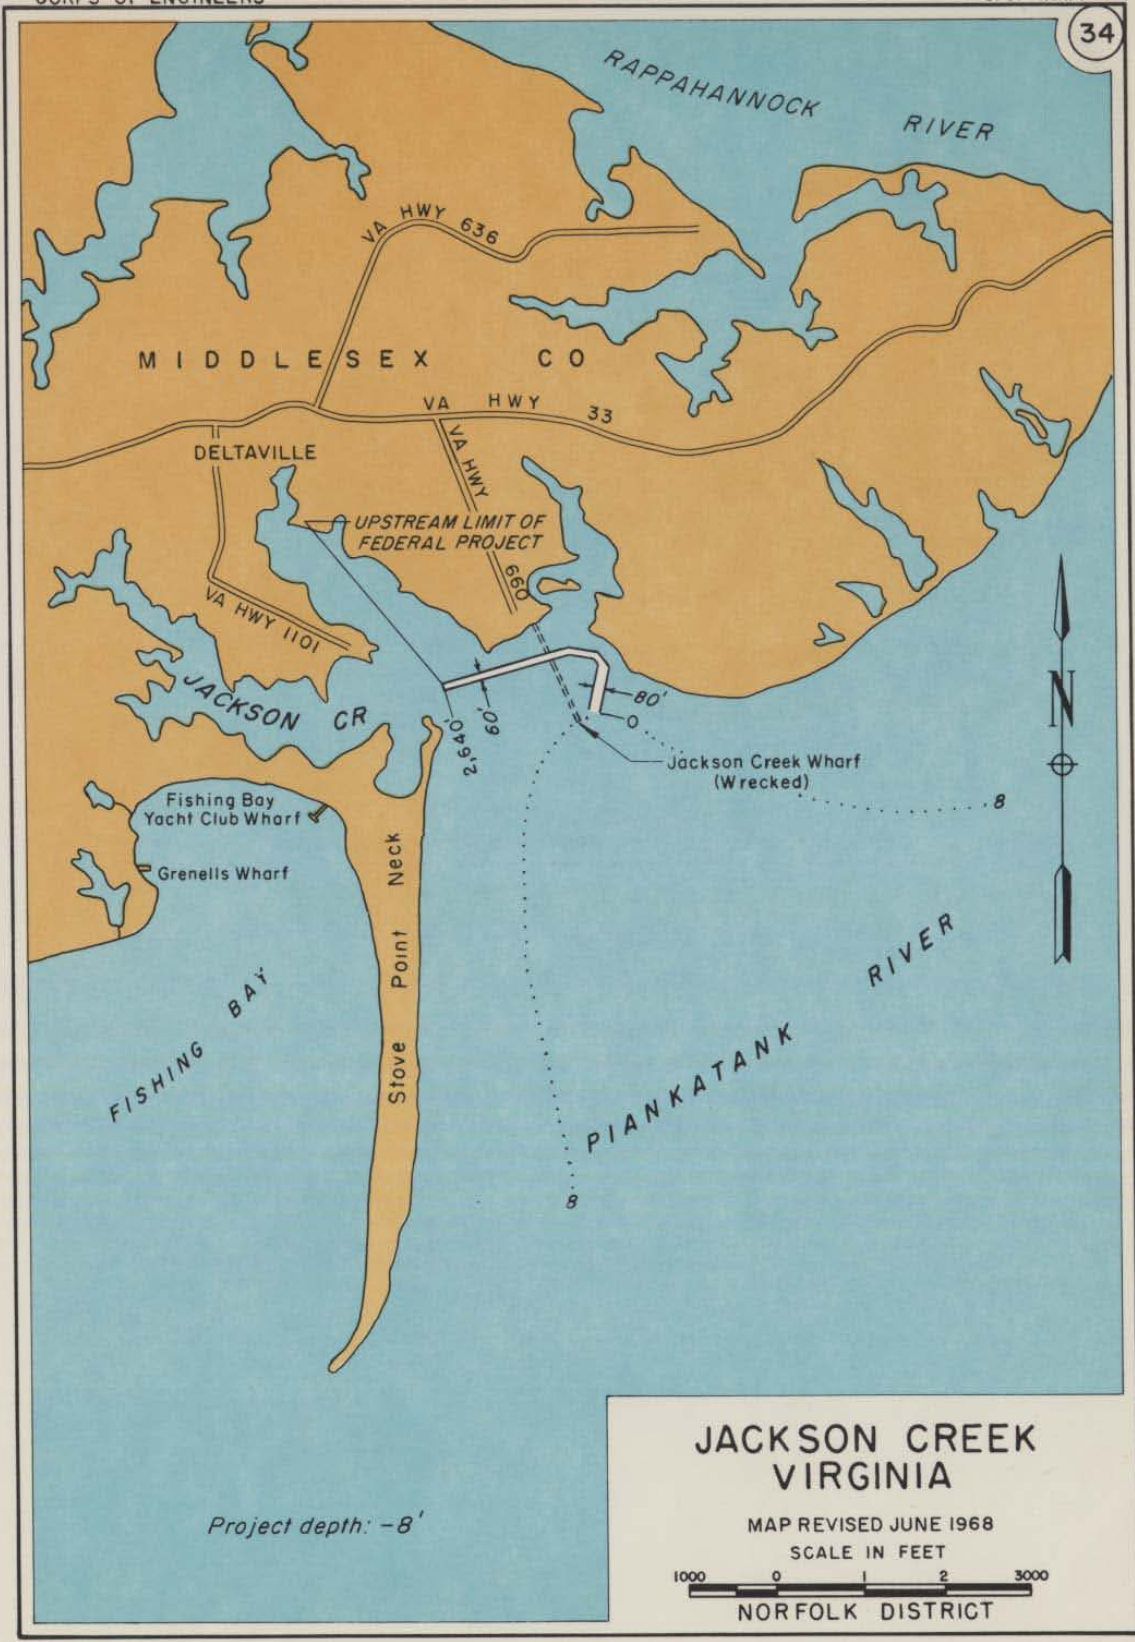 CORPS OF ENGINEERS
34
RAPPAHANNOCK RIVER
VA HWY 636
MIDDLESEX CO
VA HWY 33
DELTAVILLE
VA HWY 660
UPSTREAM LIMIT OF
FEDERAL PROJECT
VA HWY 1101
JACKSON CR
80'
60'
0
2,640'
N
Jackson Creek Wharf
(Wrecked)
8
Fishing Bay
Yacht Club Wharf
Grenells Wharf
Stove Point Neck
FISHING BAY
PIANKATANK RIVER
8
Project depth: -8'
JACKSON CREEK
VIRGINIA
MAP REVISED JUNE 1968
SCALE IN FEET
1000 0 1 2 3000
NORFOLK DISTRICT